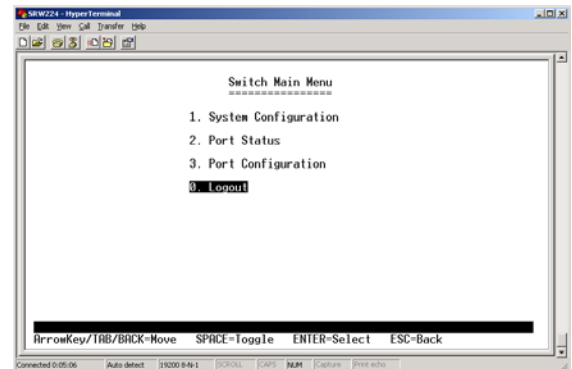 SRW224 - HyperTerminal
File Edit View Call Transfer Help
Switch Main Menu
================
1. System Configuration
2. Port Status
3. Port Configuration
0. Logout
ArrowKey/TAB/BACK=Move SPACE=Toggle ENTER=Select ESC=Back
Connected 0:05:06 Auto detect 19200 8-N-1 SCROLL CAPS NUM Capture Print echo